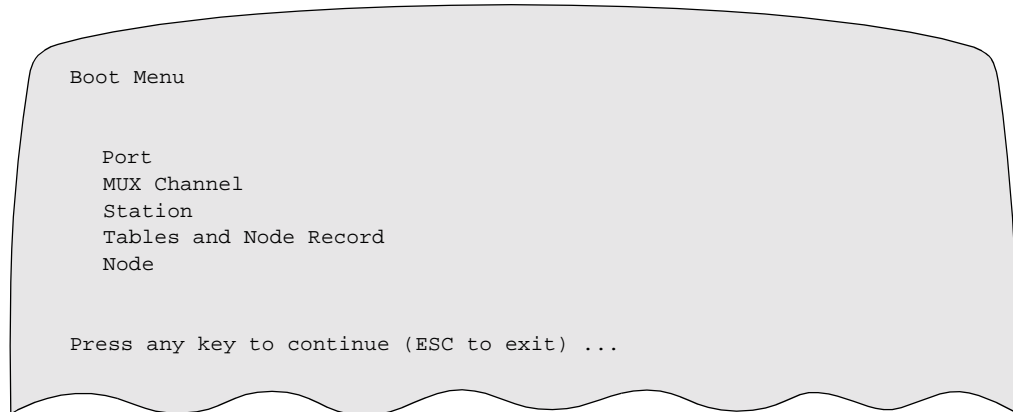 Boot Menu
Port
MUX Channel
Station
Tables and Node Record
Node
Press any key to continue (ESC to exit) ...